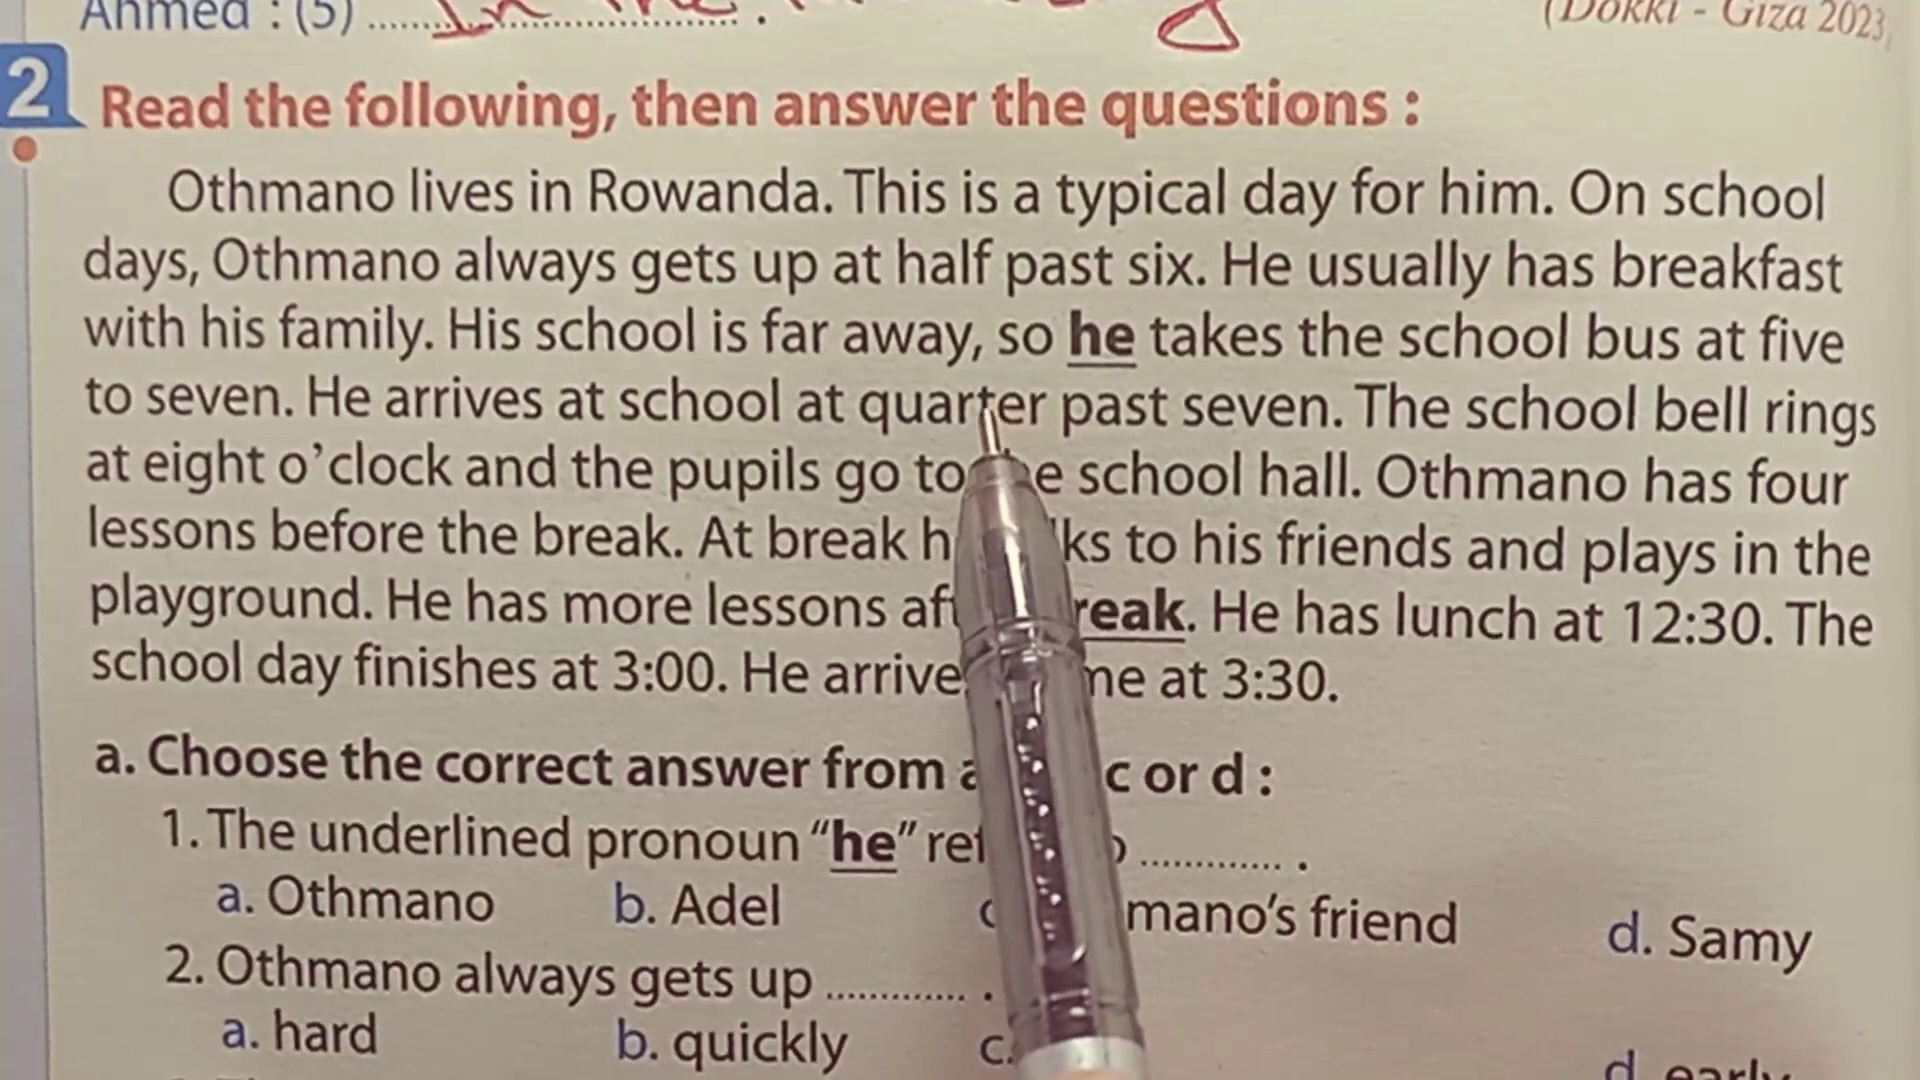 Ahmed : (5) In the
(Dokki - Giza 2023
2 Read the following, then answer the questions :
Othmano lives in Rowanda. This is a typical day for him. On school
days, Othmano always gets up at half past six. He usually has breakfast
with his family. His school is far away, so he takes the school bus at five
to seven. He arrives at school at quarter past seven. The school bell rings
at eight o'clock and the pupils go to school hall. Othmano has four
lessons before the break. At break to his friends and plays in the
playground. He has more lessons He has lunch at 12:30. The
school day finishes at 3:00. He at 3:30.
a. Choose the correct answer from c or d :
1. The underlined pronoun "he" ............. .
a. Othmano b. Adel friend d. Samy
2. Othmano always gets up ............. .
a. hard b. quickly c. d. early